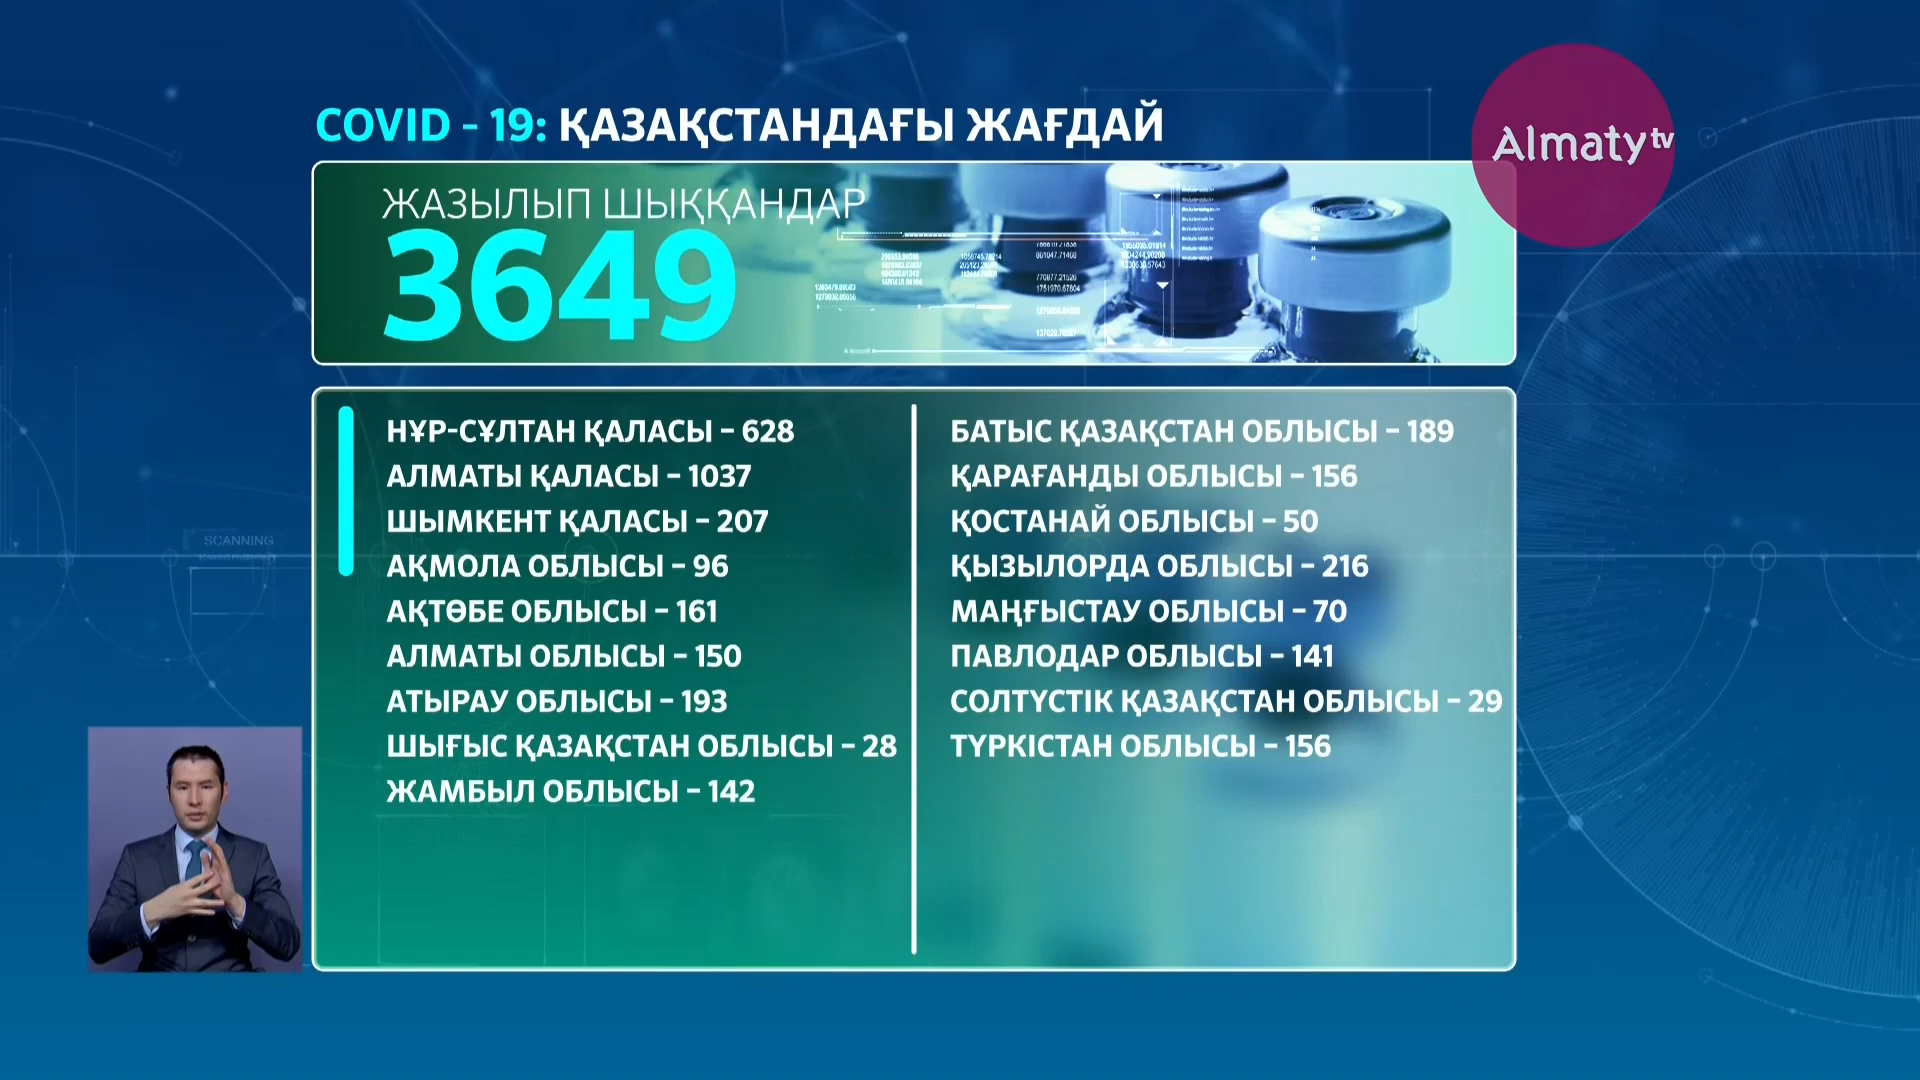 COVID - 19: ҚАЗАҚСТАНДАҒЫ ЖАҒДАЙ
Almaty tv
ЖАЗЫЛЫП ШЫҚҚАНДАР
3649
НҰР-СҰЛТАН ҚАЛАСЫ – 628
АЛМАТЫ ҚАЛАСЫ – 1037
ШЫМКЕНТ ҚАЛАСЫ – 207
АҚМОЛА ОБЛЫСЫ – 96
АҚТӨБЕ ОБЛЫСЫ – 161
АЛМАТЫ ОБЛЫСЫ – 150
АТЫРАУ ОБЛЫСЫ – 193
ШЫҒЫС ҚАЗАҚСТАН ОБЛЫСЫ – 28
ЖАМБЫЛ ОБЛЫСЫ – 142
БАТЫС ҚАЗАҚСТАН ОБЛЫСЫ – 189
ҚАРАҒАНДЫ ОБЛЫСЫ – 156
ҚОСТАНАЙ ОБЛЫСЫ – 50
ҚЫЗЫЛОРДА ОБЛЫСЫ – 216
МАҢҒЫСТАУ ОБЛЫСЫ – 70
ПАВЛОДАР ОБЛЫСЫ – 141
СОЛТҮСТІК ҚАЗАҚСТАН ОБЛЫСЫ – 29
ТҮРКІСТАН ОБЛЫСЫ – 156
SCANNING